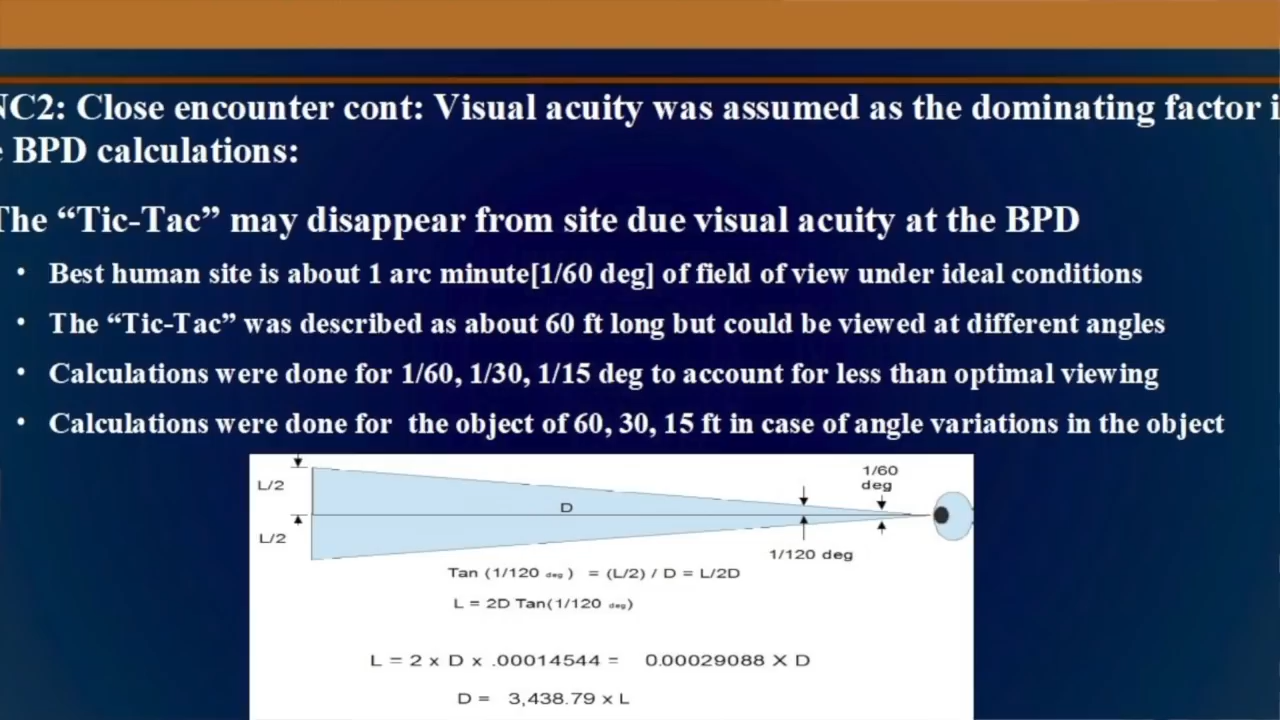 NC2: Close encounter cont: Visual acuity was assumed as the dominating factor i
e BPD calculations:
The “Tic-Tac” may disappear from site due visual acuity at the BPD
• Best human site is about 1 arc minute[1/60 deg] of field of view under ideal conditions
• The “Tic-Tac” was described as about 60 ft long but could be viewed at different angles
• Calculations were done for 1/60, 1/30, 1/15 deg to account for less than optimal viewing
• Calculations were done for the object of 60, 30, 15 ft in case of angle variations in the object
L/2
1/60
deg
D
L/2
1/120 deg
Tan (1/120 deg ) = (L/2) / D = L/2D
L = 2D Tan(1/120 deg)
L = 2 x D x .00014544 = 0.00029088 X D
D = 3,438.79 x L